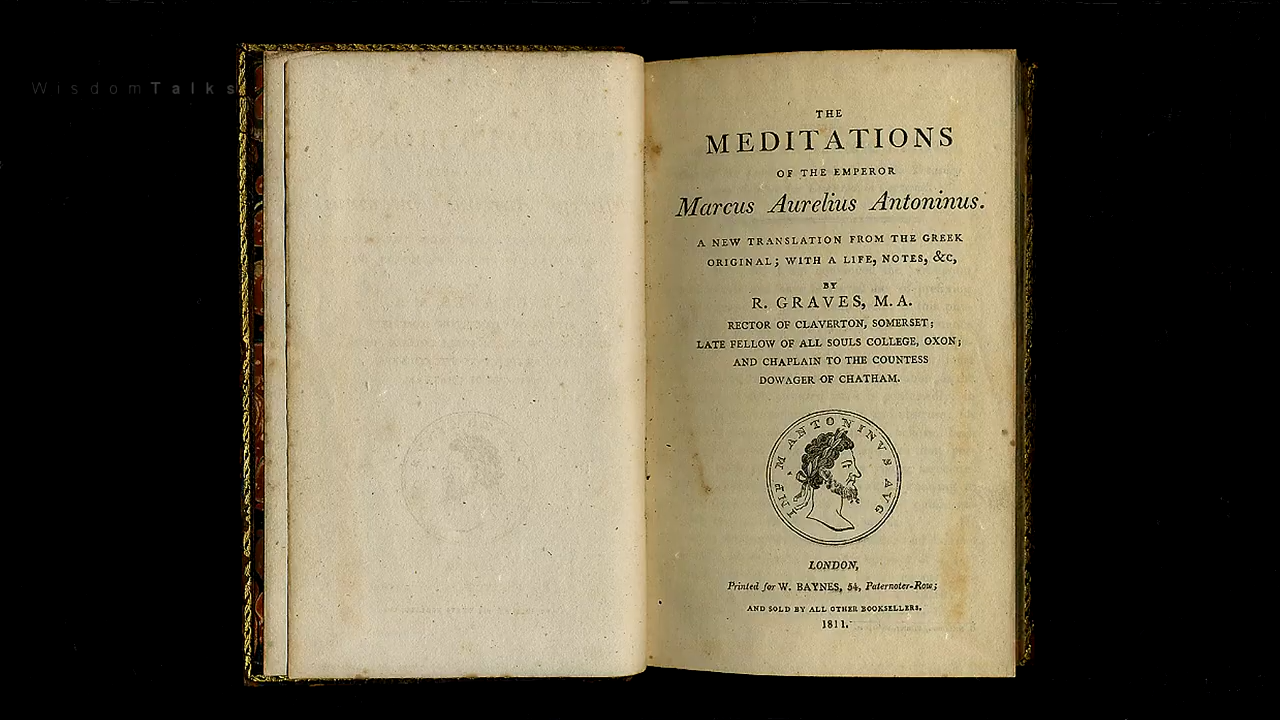 WisdomTalks
THE
MEDITATIONS
OF THE EMPEROR
Marcus Aurelius Antoninus.
A NEW TRANSLATION FROM THE GREEK
ORIGINAL; WITH A LIFE, NOTES, &c,
BY
R. GRAVES, M.A.
RECTOR OF CLAVERTON, SOMERSET;
LATE FELLOW OF ALL SOULS COLLEGE, OXON;
AND CHAPLAIN TO THE COUNTESS
DOWAGER OF CHATHAM.
IMP M ANTONINVS AVG
LONDON,
Printed for W. BAYNES, 54, Paternoter-Row;
AND SOLD BY ALL OTHER BOOKSELLERS.
1811.